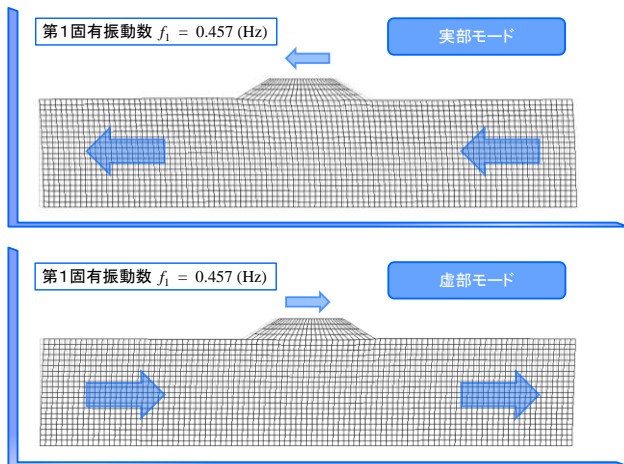 第1固有振動数 f₁ = 0.457 (Hz)
実部モード
第1固有振動数 f₁ = 0.457 (Hz)
虚部モード